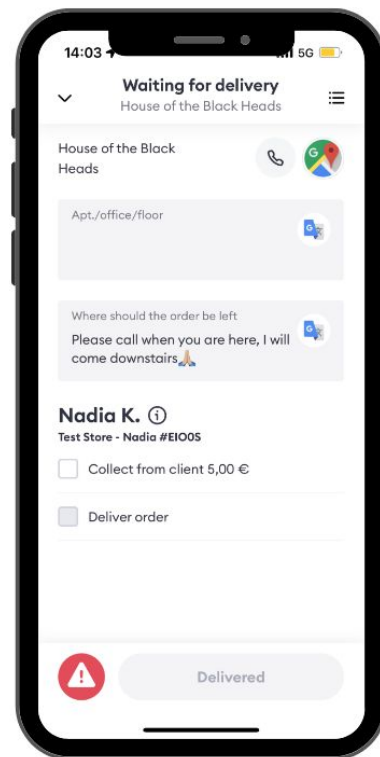 14:03
5G
Waiting for delivery
House of the Black Heads
House of the Black
Heads
G
Apt./office/floor
G
Where should the order be left
G
Please call when you are here, I will
come downstairs🙏🏼
Nadia K.
Test Store - Nadia #EIO0S
Collect from client 5,00 €
Deliver order
Delivered